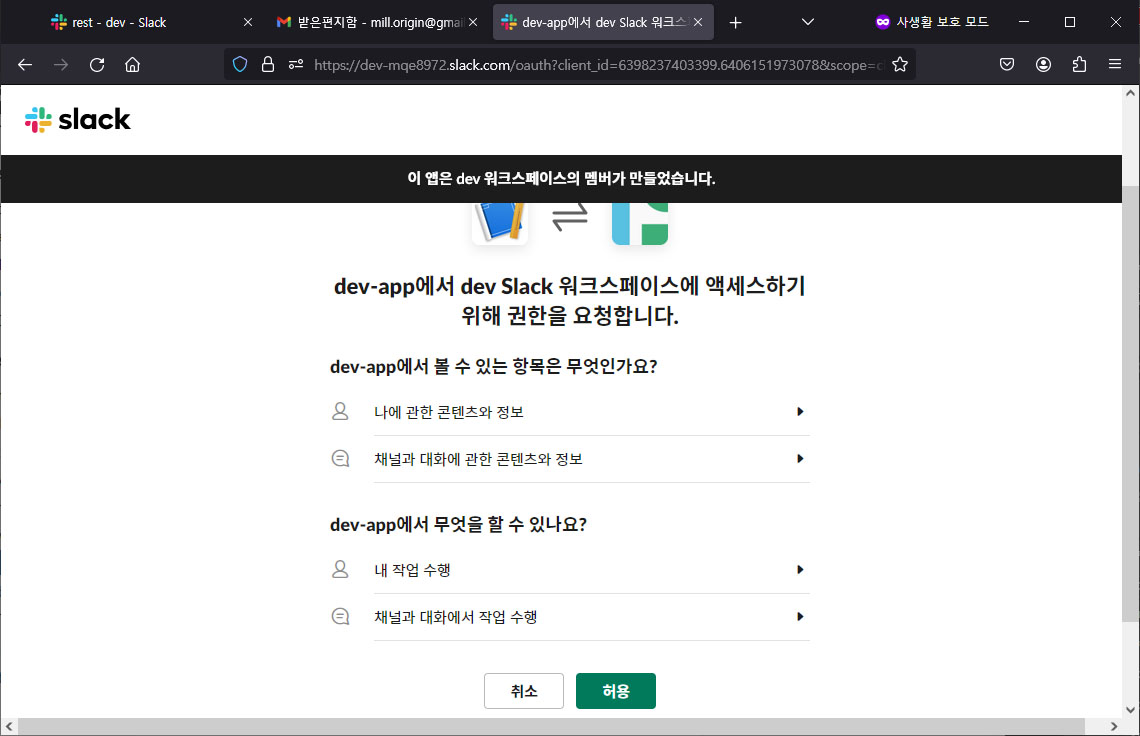 rest - dev - Slack
받은편지함 - mill.origin@gmai
dev-app에서 dev Slack 워크스
사생활 보호 모드
https://dev-mqe8972.slack.com/oauth?client_id=6398237403399.6406151973078&scope=c
slack
이 앱은 dev 워크스페이스의 멤버가 만들었습니다.
dev-app에서 dev Slack 워크스페이스에 액세스하기
위해 권한을 요청합니다.
dev-app에서 볼 수 있는 항목은 무엇인가요?
나에 관한 콘텐츠와 정보
채널과 대화에 관한 콘텐츠와 정보
dev-app에서 무엇을 할 수 있나요?
내 작업 수행
채널과 대화에서 작업 수행
취소
허용